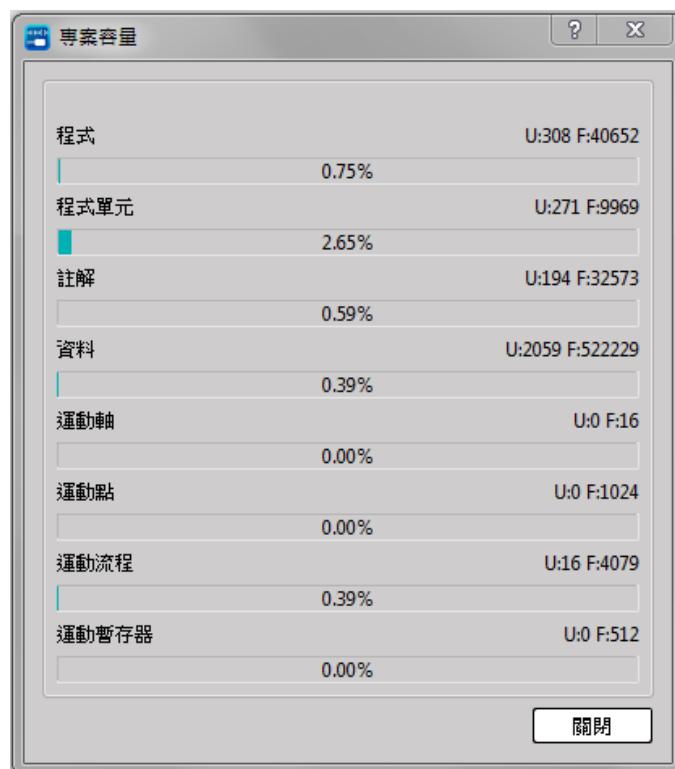 專案容量
程式 U:308 F:40652
0.75%
程式單元 U:271 F:9969
2.65%
註解 U:194 F:32573
0.59%
資料 U:2059 F:522229
0.39%
運動軸 U:0 F:16
0.00%
運動點 U:0 F:1024
0.00%
運動流程 U:16 F:4079
0.39%
運動暫存器 U:0 F:512
0.00%
關閉